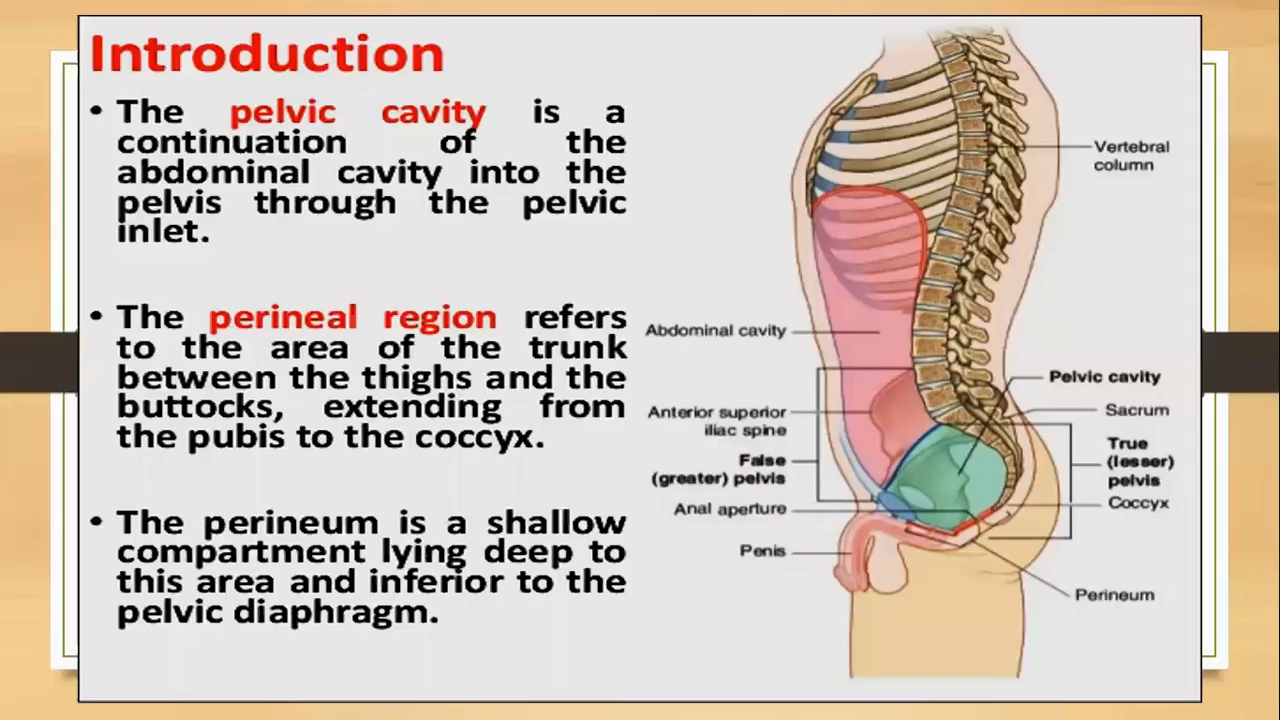 Introduction
• The pelvic cavity is a
continuation of the
abdominal cavity into the
pelvis through the pelvic
inlet.
• The perineal region refers
to the area of the trunk
between the thighs and the
buttocks, extending from
the pubis to the coccyx.
• The perineum is a shallow
compartment lying deep to
this area and inferior to the
pelvic diaphragm.
Vertebral
column
Abdominal cavity
Pelvic cavity
Anterior superior
iliac spine
Sacrum
False
(greater) pelvis
True
(lesser)
pelvis
Anal aperture
Coccyx
Penis
Perineum